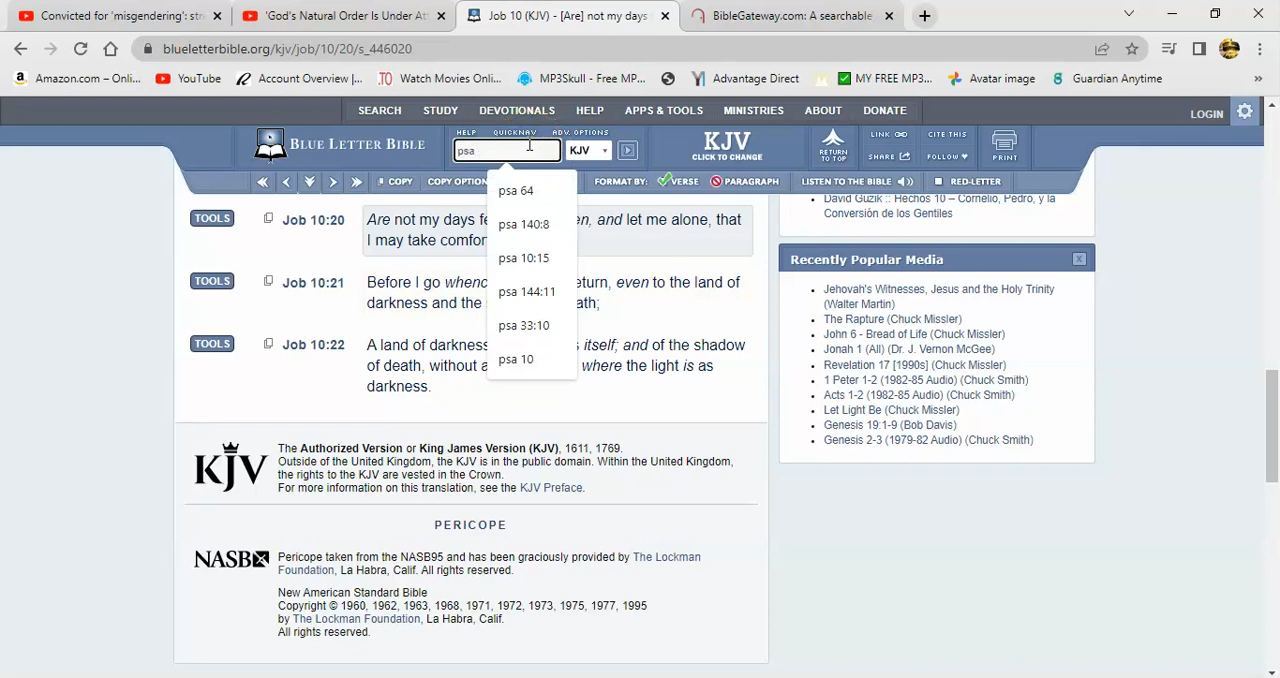 Convicted for 'misgendering': str
'God's Natural Order Is Under Att
Job 10 (KJV) - [Are] not my days
BibleGateway.com: A searchable
blueletterbible.org/kjv/job/10/20/s_446020
Amazon.com – Onli...
YouTube
Account Overview |...
Watch Movies Onli...
MP3Skull - Free MP...
Advantage Direct
MY FREE MP3...
Avatar image
Guardian Anytime
SEARCH STUDY DEVOTIONALS HELP APPS & TOOLS MINISTRIES ABOUT DONATE
LOGIN
BLUE LETTER BIBLE
HELP QUICKNAV ADV. OPTIONS
psa
KJV
KJV
CLICK TO CHANGE
RETURN
TO TOP
LINK
SHARE
CITE THIS
FOLLOW
PRINT
COPY COPY OPTION
FORMAT BY: VERSE PARAGRAPH
LISTEN TO THE BIBLE
RED-LETTER
psa 64
psa 140:8
psa 10:15
psa 144:11
psa 33:10
psa 10
TOOLS Job 10:20 Are not my days fe en, and let me alone, that
I may take comfor
TOOLS Job 10:21 Before I go whenc eturn, even to the land of
darkness and the s ath;
TOOLS Job 10:22 A land of darkness s itself; and of the shadow
of death, without a where the light is as
darkness.
David Guzik :: Hechos 10 – Cornelio, Pedro, y la
Conversión de los Gentiles
Recently Popular Media
Jehovah's Witnesses, Jesus and the Holy Trinity
(Walter Martin)
The Rapture (Chuck Missler)
John 6 - Bread of Life (Chuck Missler)
Jonah 1 (All) (Dr. J. Vernon McGee)
Revelation 17 [1990s] (Chuck Missler)
1 Peter 1-2 (1982-85 Audio) (Chuck Smith)
Acts 1-2 (1982-85 Audio) (Chuck Smith)
Let Light Be (Chuck Missler)
Genesis 19:1-9 (Bob Davis)
Genesis 2-3 (1979-82 Audio) (Chuck Smith)
KJV
The Authorized Version or King James Version (KJV), 1611, 1769.
Outside of the United Kingdom, the KJV is in the public domain. Within the United Kingdom,
the rights to the KJV are vested in the Crown.
For more information on this translation, see the KJV Preface.
PERICOPE
NASB
Pericope taken from the NASB95 and has been graciously provided by The Lockman
Foundation, La Habra, Calif. All rights reserved.
New American Standard Bible
Copyright © 1960, 1962, 1963, 1968, 1971, 1972, 1973, 1975, 1977, 1995
by The Lockman Foundation, La Habra, Calif.
All rights reserved.